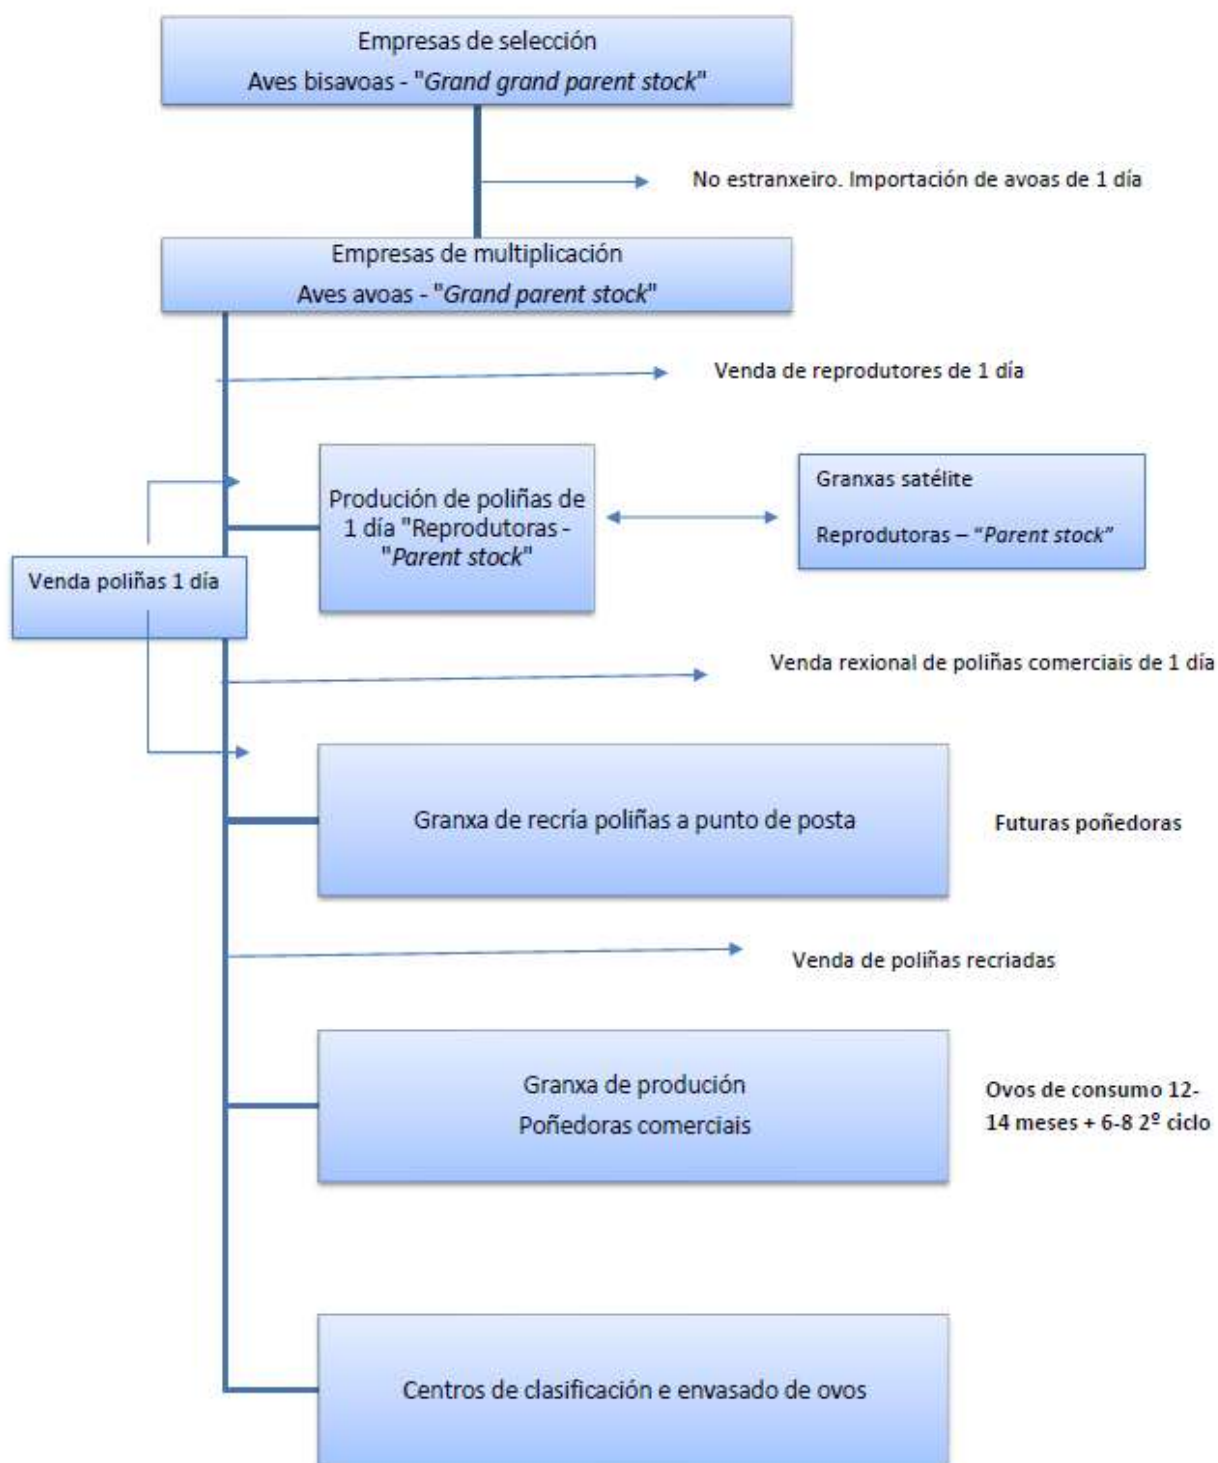 Empresas de selección
Aves bisavoas - "Grand grand parent stock"
No estranxeiro. Importación de avoas de 1 día
Empresas de multiplicación
Aves avoas - "Grand parent stock"
Venda de reprodutores de 1 día
Produción de poliñas de
1 día "Reprodutoras -
"Parent stock"
Granxas satélite
Reprodutoras – “Parent stock”
Venda poliñas 1 día
Venda rexional de poliñas comerciais de 1 día
Granxa de recría poliñas a punto de posta
Futuras poñedoras
Venda de poliñas recriadas
Granxa de produción
Poñedoras comerciais
Ovos de consumo 12-
14 meses + 6-8 2º ciclo
Centros de clasificación e envasado de ovos